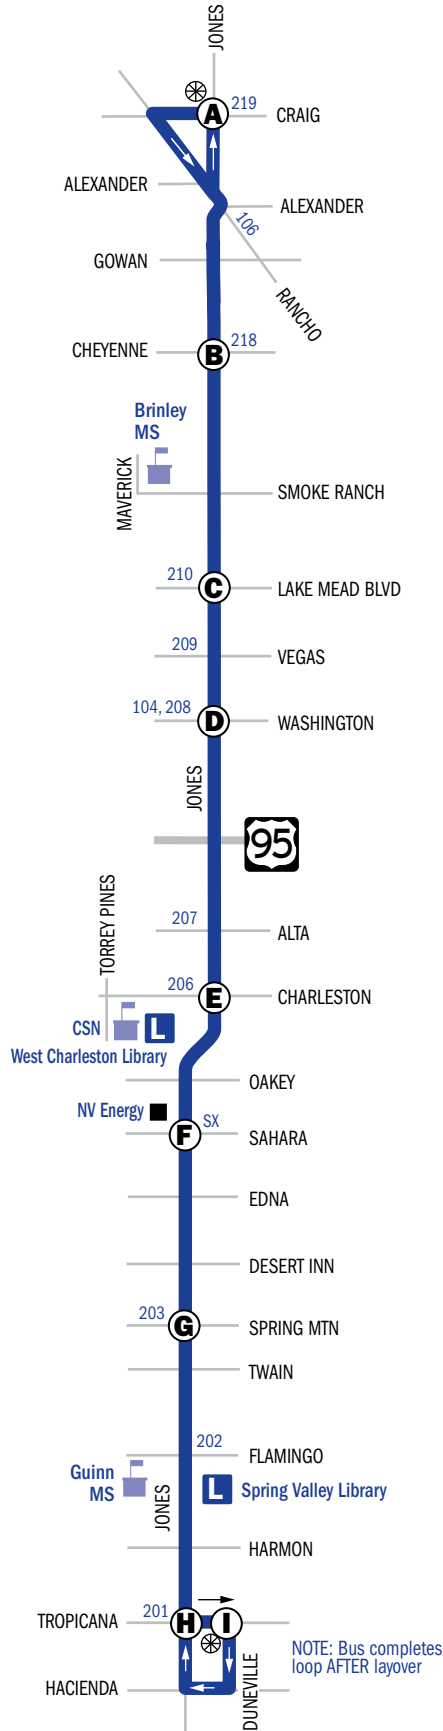 JONES
A
219
CRAIG
ALEXANDER
ALEXANDER
106
GOWAN
RANCHO
CHEYENNE
B
218
Brinley
MS
MAVERICK
SMOKE RANCH
210
C
LAKE MEAD BLVD
209
VEGAS
104, 208
D
WASHINGTON
JONES
95
TORREY PINES
207
ALTA
206
E
CHARLESTON
CSN
L
West Charleston Library
OAKEY
NV Energy
F
SX
SAHARA
EDNA
DESERT INN
203
G
SPRING MTN
TWAIN
202
FLAMINGO
Guinn
MS
JONES
L
Spring Valley Library
HARMON
TROPICANA
201
H
I
NOTE: Bus completes
loop AFTER layover
HACIENDA
DUNEVILLE